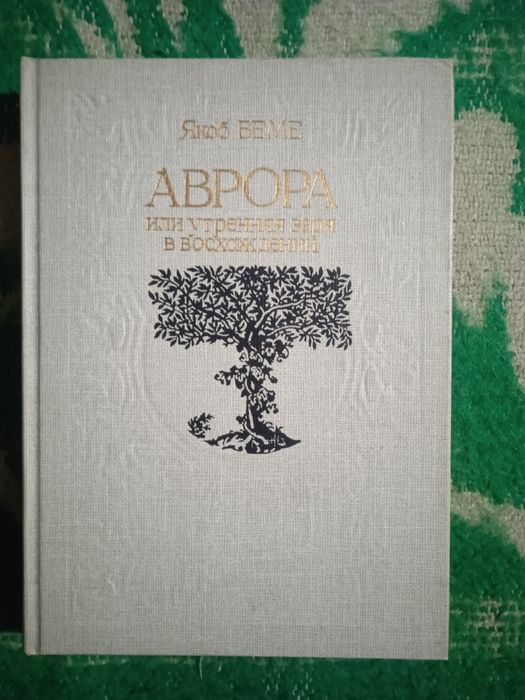 Якоб БЕМЕ
АВРОРА
или утренняя заря
в восхождении